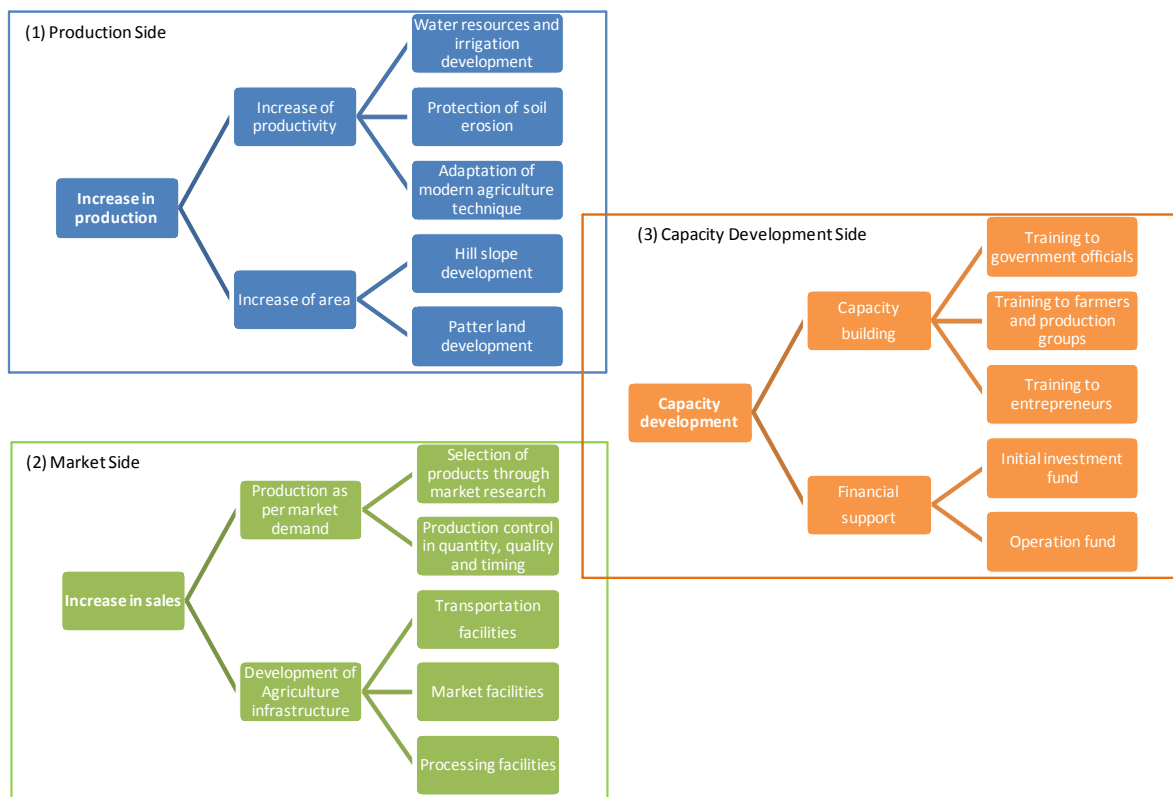 (1) Production Side
Water resources and
irrigation
development
Increase of
productivity
Protection of soil
erosion
Adaptation of
modern agriculture
technique
Increase in
production
Hill slope
development
Increase of area
Patter land
development
(2) Market Side
Selection of
products through
market research
Production as
per market
demand
Production control
in quantity, quality
and timing
Increase in sales
Transportation
facilities
Development of
Agriculture
infrastructure
Market facilities
Processing facilities
(3) Capacity Development Side
Training to
government officials
Capacity
building
Training to farmers
and production
groups
Training to
entrepreneurs
Capacity
development
Initial investment
fund
Financial
support
Operation fund